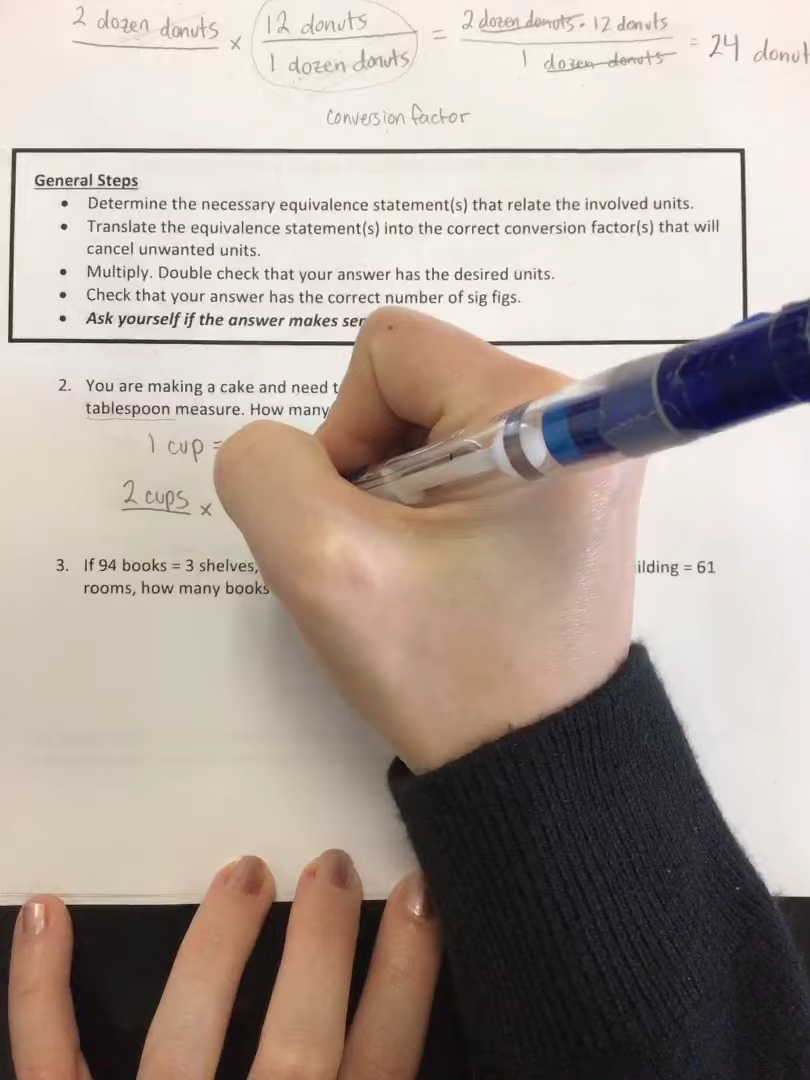 2 dozen donuts x 12 donuts / 1 dozen donuts = 2 dozen donuts · 12 donuts / 1 dozen donuts = 24 donut
conversion factor
General Steps
• Determine the necessary equivalence statement(s) that relate the involved units.
• Translate the equivalence statement(s) into the correct conversion factor(s) that will
cancel unwanted units.
• Multiply. Double check that your answer has the desired units.
• Check that your answer has the correct number of sig figs.
• Ask yourself if the answer makes
2. You are making a cake and need
tablespoon measure. How many
1 cup =
2 cups x
3. If 94 books = 3 shelves, ilding = 61
rooms, how many books